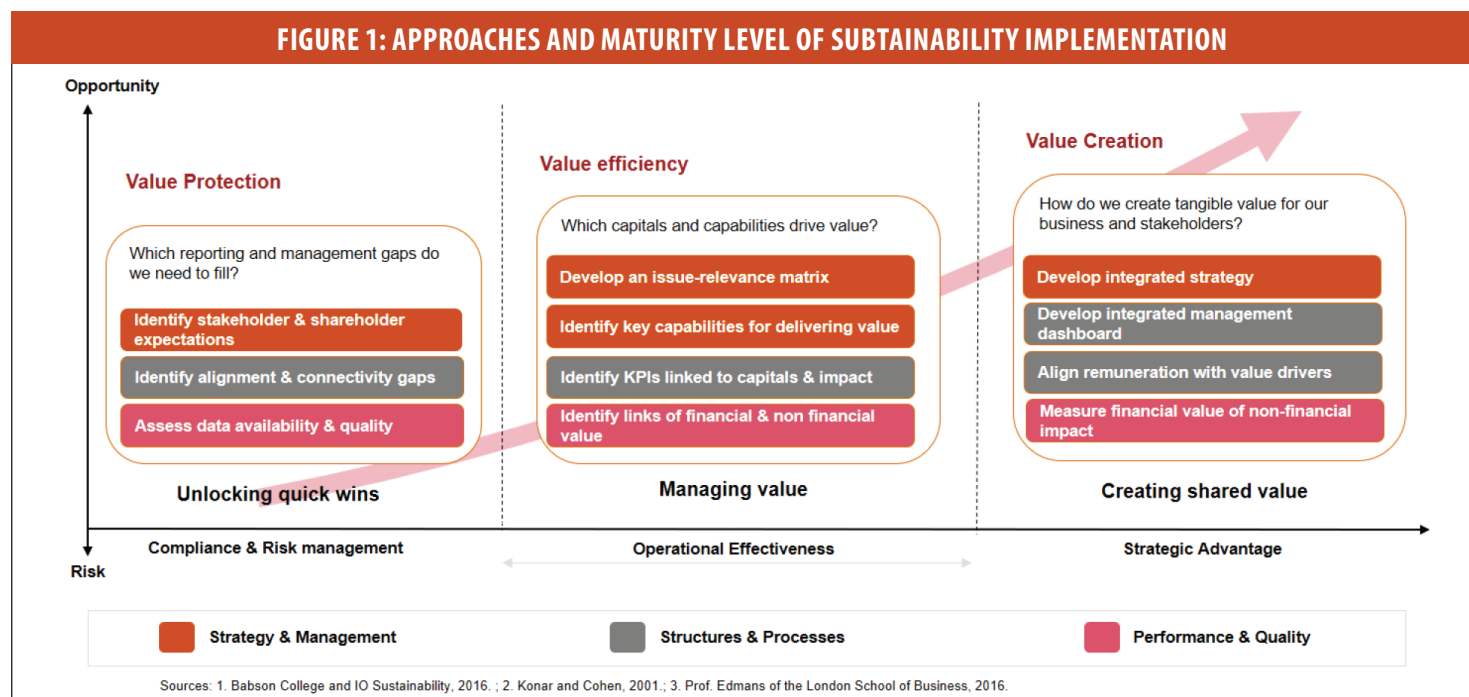 FIGURE 1: APPROACHES AND MATURITY LEVEL OF SUBTAINABILITY IMPLEMENTATION
Opportunity
Value Protection
Which reporting and management gaps do
we need to fill?
Identify stakeholder & shareholder
expectations
Identify alignment & connectivity gaps
Assess data availability & quality
Unlocking quick wins
Value efficiency
Which capitals and capabilities drive value?
Develop an issue-relevance matrix
Identify key capabilities for delivering value
Identify KPIs linked to capitals & impact
Identify links of financial & non financial
value
Managing value
Value Creation
How do we create tangible value for our
business and stakeholders?
Develop integrated strategy
Develop integrated management
dashboard
Align remuneration with value drivers
Measure financial value of non-financial
impact
Creating shared value
Risk
Compliance & Risk management
Operational Effectiveness
Strategic Advantage
Strategy & Management
Structures & Processes
Performance & Quality
Sources: 1. Babson College and IO Sustainability, 2016. ; 2. Konar and Cohen, 2001.; 3. Prof. Edmans of the London School of Business, 2016.